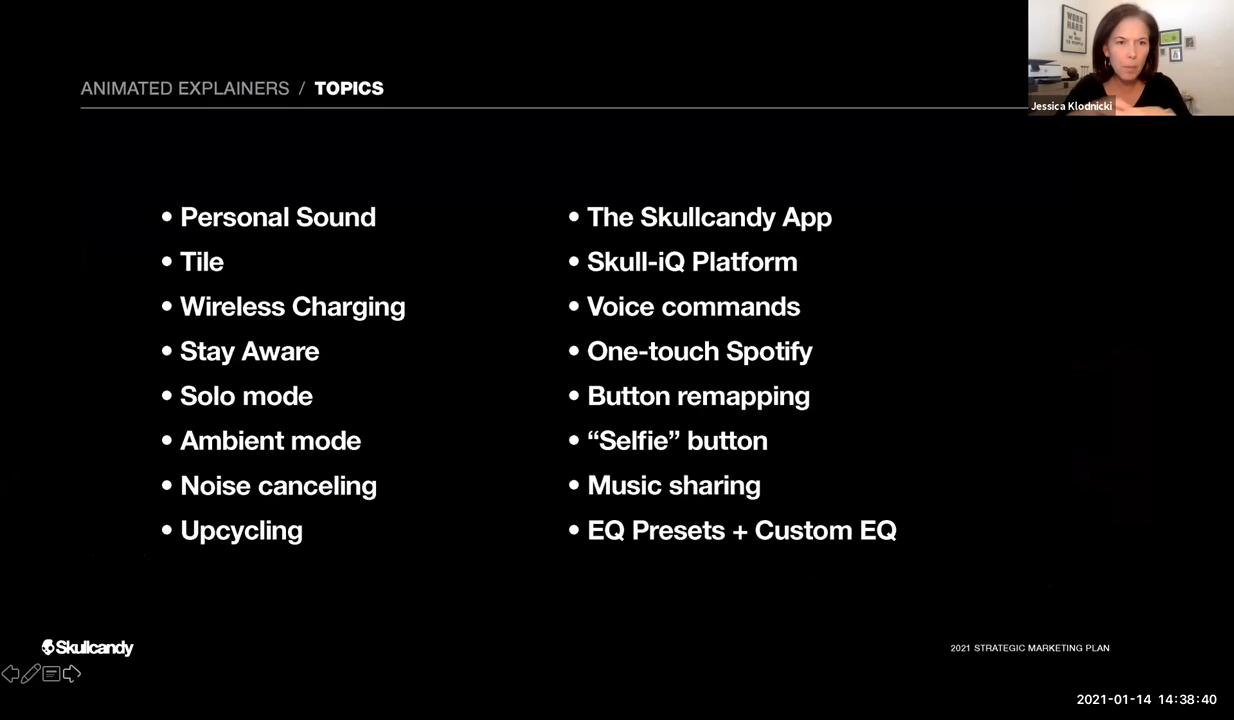 ANIMATED EXPLAINERS / TOPICS
WORK
HARD
Jessica Klodnicki
• Personal Sound
• Tile
• Wireless Charging
• Stay Aware
• Solo mode
• Ambient mode
• Noise canceling
• Upcycling
• The Skullcandy App
• Skull-iQ Platform
• Voice commands
• One-touch Spotify
• Button remapping
• “Selfie” button
• Music sharing
• EQ Presets + Custom EQ
Skullcandy
2021 STRATEGIC MARKETING PLAN
2021-01-14 14:38:40